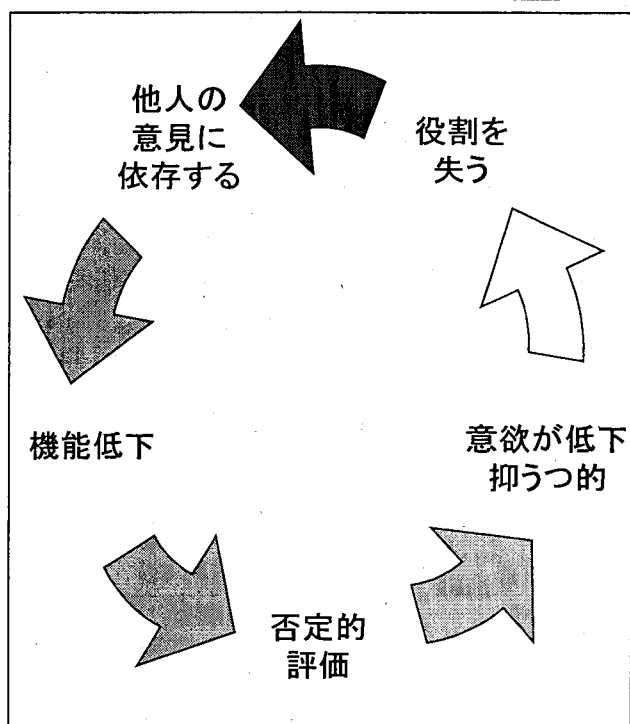 他人の
意見に
依存する
役割を
失う
機能低下
意欲が低下
抑うつ的
否定的
評価